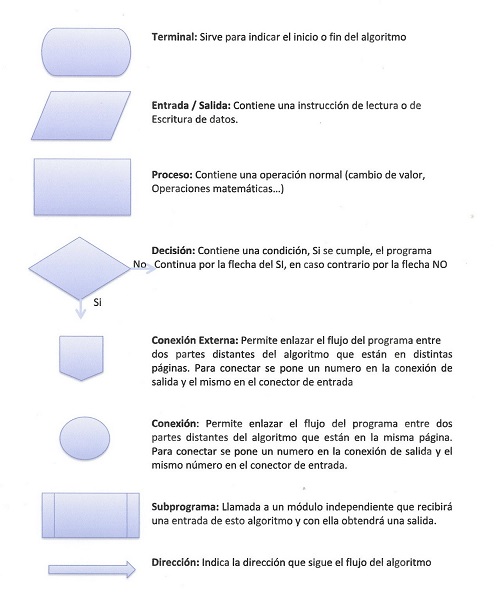 Terminal: Sirve para indicar el inicio o fin del algoritmo
Entrada / Salida: Contiene una instrucción de lectura o de
Escritura de datos.
Proceso: Contiene una operación normal (cambio de valor,
Operaciones matemáticas...)
Decisión: Contiene una condición, Si se cumple, el programa
No Continua por la flecha del SI, en caso contrario por la flecha NO
Si
Conexión Externa: Permite enlazar el flujo del programa entre
dos partes distantes del algoritmo que están en distintas
páginas. Para conectar se pone un numero en la conexión de
salida y el mismo en el conector de entrada
Conexión: Permite enlazar el flujo del programa entre dos
partes distantes del algoritmo que están en la misma página.
Para conectar se pone un numero en la conexión de salida y el
mismo número en el conector de entrada.
Subprograma: Llamada a un módulo independiente que recibirá
una entrada de esto algoritmo y con ella obtendrá una salida.
Dirección: Indica la dirección que sigue el flujo del algoritmo